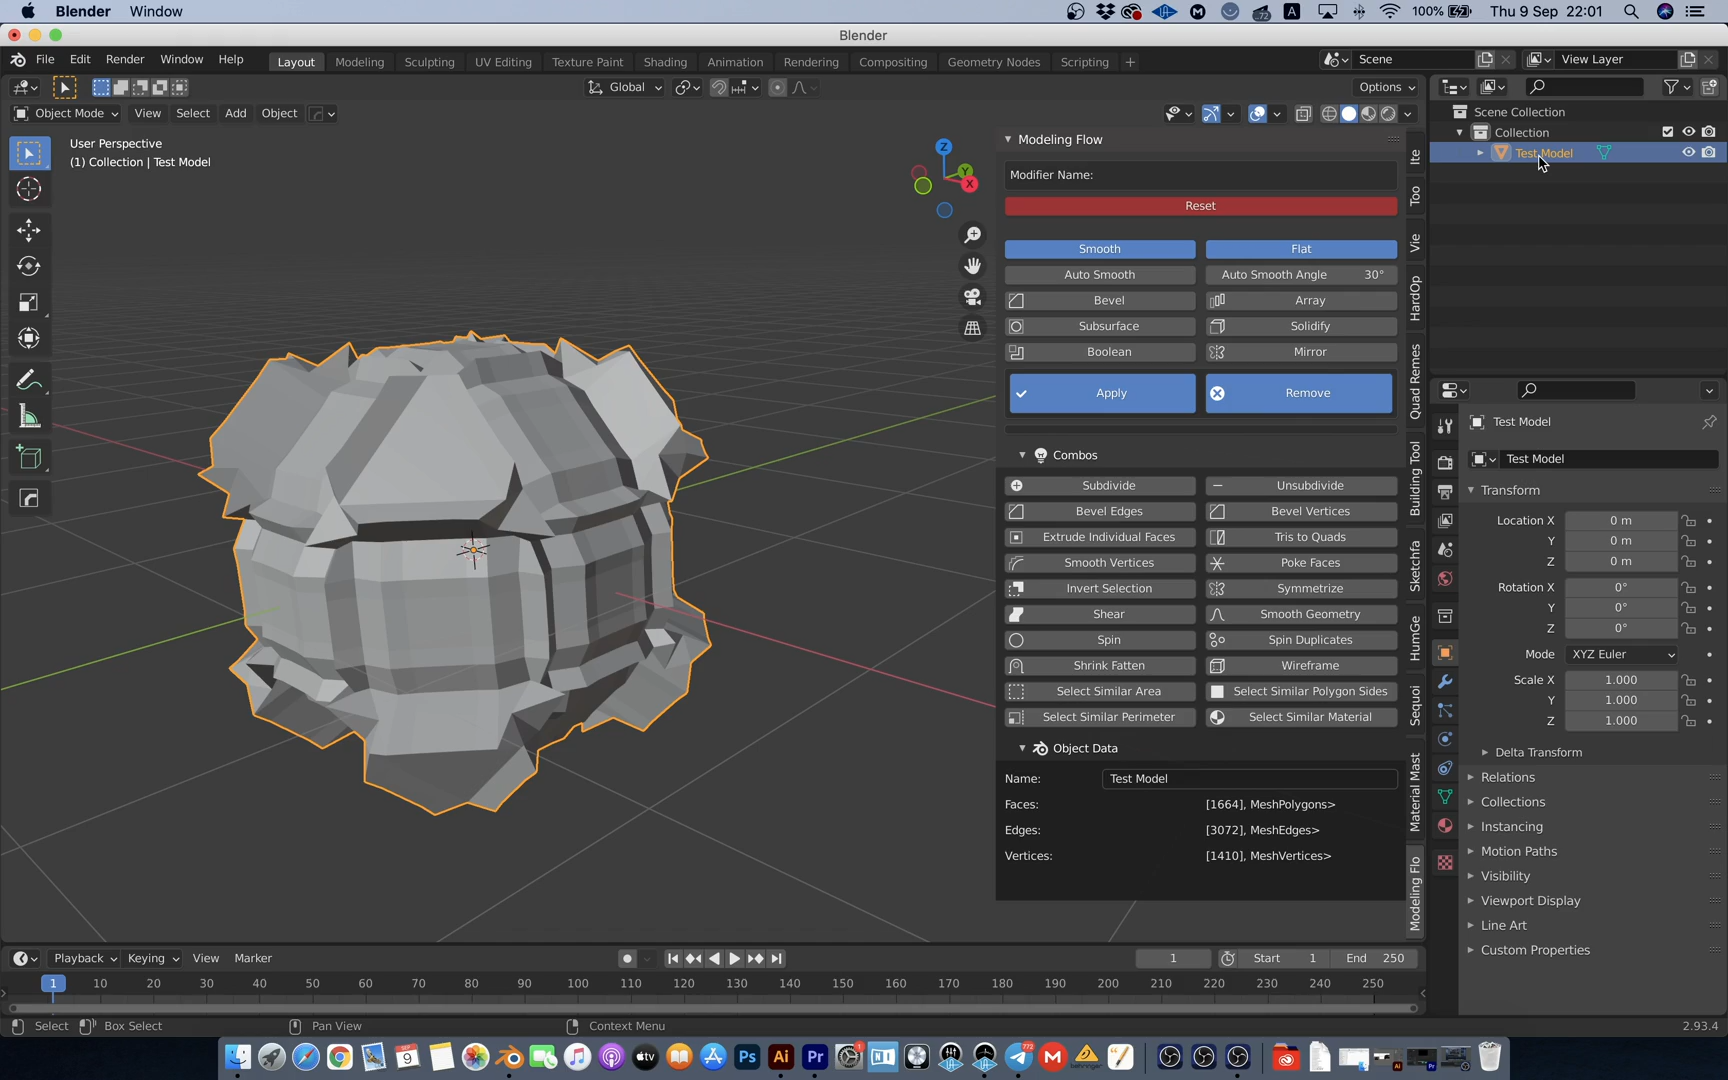 Blender Window
100% Thu 9 Sep 22:01
Blender
File Edit Render Window Help Layout Modeling Sculpting UV Editing Texture Paint Shading Animation Rendering Compositing Geometry Nodes Scripting + Scene View Layer
Global Options
Object Mode View Select Add Object
User Perspective
(1) Collection | Test Model
Z
Y
X
Modeling Flow
Modifier Name:
Reset
Smooth Flat
Auto Smooth Auto Smooth Angle 30°
Bevel Array
Subsurface Solidify
Boolean Mirror
Apply Remove
Combos
Subdivide Unsubdivide
Bevel Edges Bevel Vertices
Extrude Individual Faces Tris to Quads
Smooth Vertices Poke Faces
Invert Selection Symmetrize
Shear Smooth Geometry
Spin Spin Duplicates
Shrink Fatten Wireframe
Select Similar Area Select Similar Polygon Sides
Select Similar Perimeter Select Similar Material
Object Data
Name: Test Model
Faces: [1664], MeshPolygons>
Edges: [3072], MeshEdges>
Vertices: [1410], MeshVertices>
Ite
Too
Vie
HardOp
Quad Remes
Building Tool
Sketchfa
HumGe
Sequoi
Material Mast
Modeling Flo
Scene Collection
Collection
Test Model
Test Model
Test Model
Transform
Location X 0 m
Y 0 m
Z 0 m
Rotation X 0°
Y 0°
Z 0°
Mode XYZ Euler
Scale X 1.000
Y 1.000
Z 1.000
Delta Transform
Relations
Collections
Instancing
Motion Paths
Visibility
Viewport Display
Line Art
Custom Properties
Playback Keying View Marker 1 Start 1 End 250
1 10 20 30 40 50 60 70 80 90 100 110 120 130 140 150 160 170 180 190 200 210 220 230 240 250
Select Box Select Pan View Context Menu 2.93.4